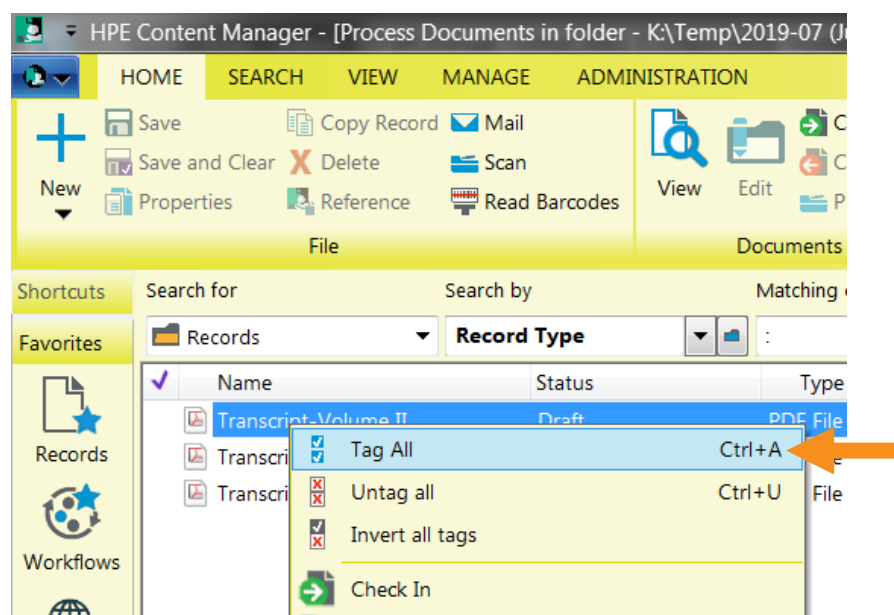 HPE Content Manager - [Process Documents in folder - K:\Temp\2019-07 (J
HOME SEARCH VIEW MANAGE ADMINISTRATION
Save Copy Record Mail C
Save and Clear Delete Scan C
New Properties Reference Read Barcodes View Edit P
File Documents
Shortcuts Search for Search by Matching
Favorites Records Record Type :
Name Status Type
Transcript-Volume II Draft PDF File
Records Transcri Tag All Ctrl+A
Transcri Untag all Ctrl+U File
Invert all tags
Workflows
Check In